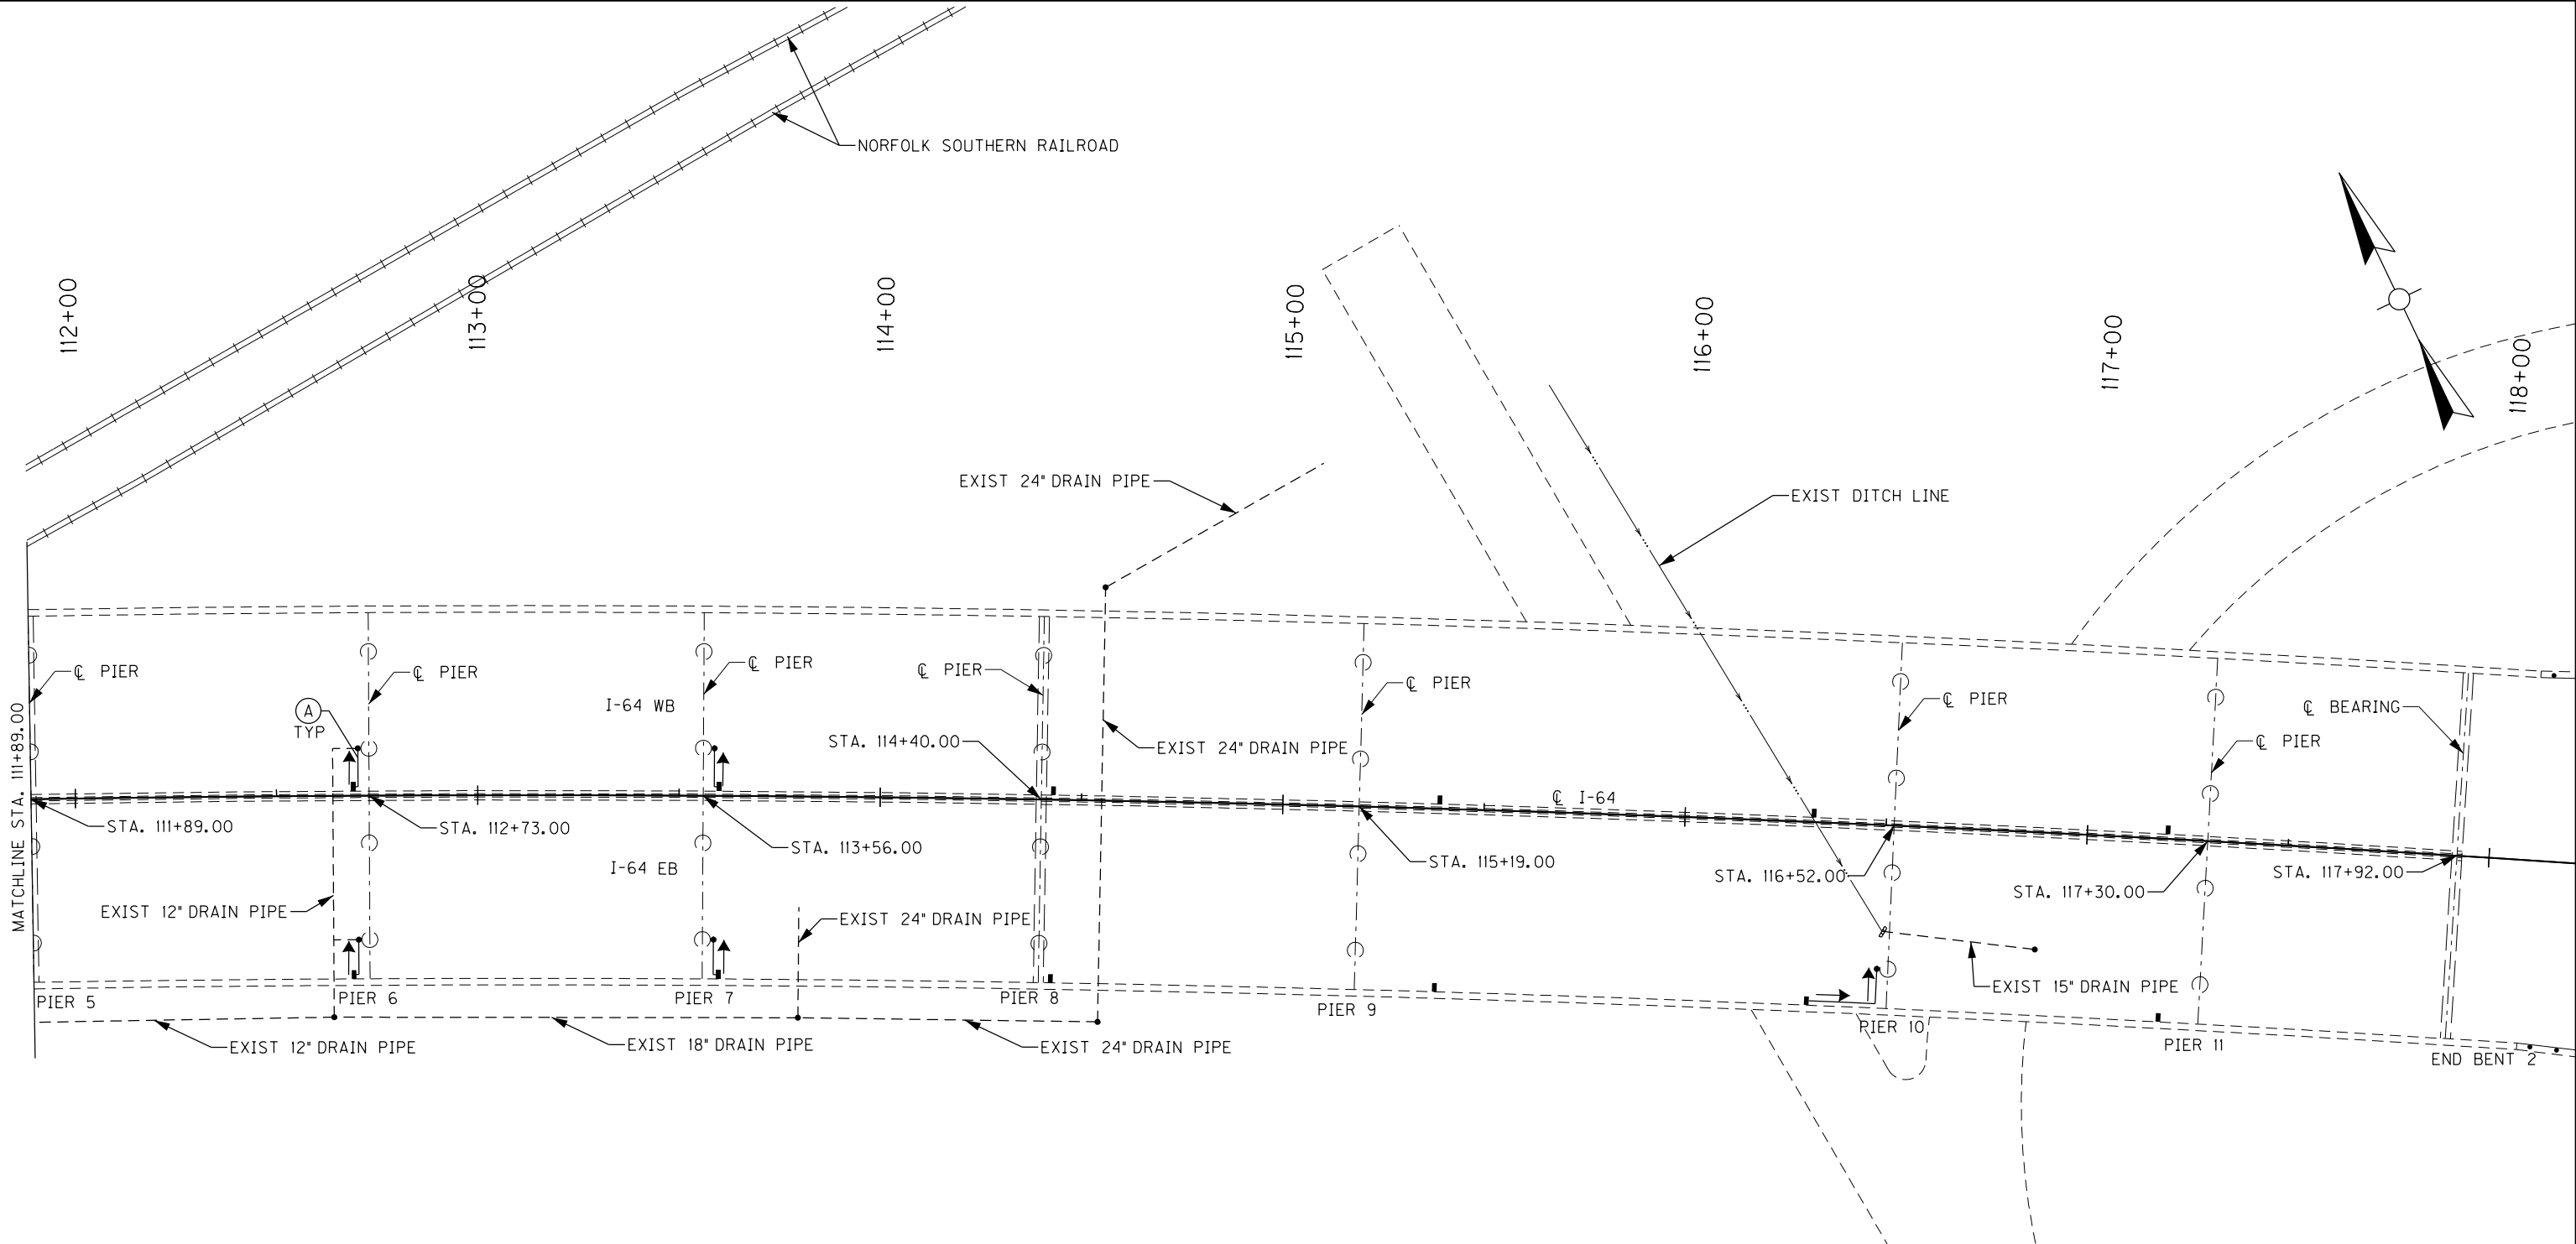 NORFOLK SOUTHERN RAILROAD
112+00
113+00
114+00
115+00
116+00
117+00
118+00
EXIST 24" DRAIN PIPE
EXIST DITCH LINE
MATCHLINE STA. 111+89.00
℄ PIER
℄ PIER
℄ PIER
℄ PIER
℄ PIER
℄ PIER
℄ PIER
℄ BEARING
A
TYP
I-64 WB
STA. 114+40.00
EXIST 24" DRAIN PIPE
℄ I-64
STA. 111+89.00
STA. 112+73.00
STA. 113+56.00
STA. 115+19.00
STA. 116+52.00
STA. 117+30.00
STA. 117+92.00
I-64 EB
EXIST 12" DRAIN PIPE
EXIST 24" DRAIN PIPE
EXIST 15" DRAIN PIPE
PIER 5
PIER 6
PIER 7
PIER 8
PIER 9
PIER 10
PIER 11
END BENT 2
EXIST 12" DRAIN PIPE
EXIST 18" DRAIN PIPE
EXIST 24" DRAIN PIPE